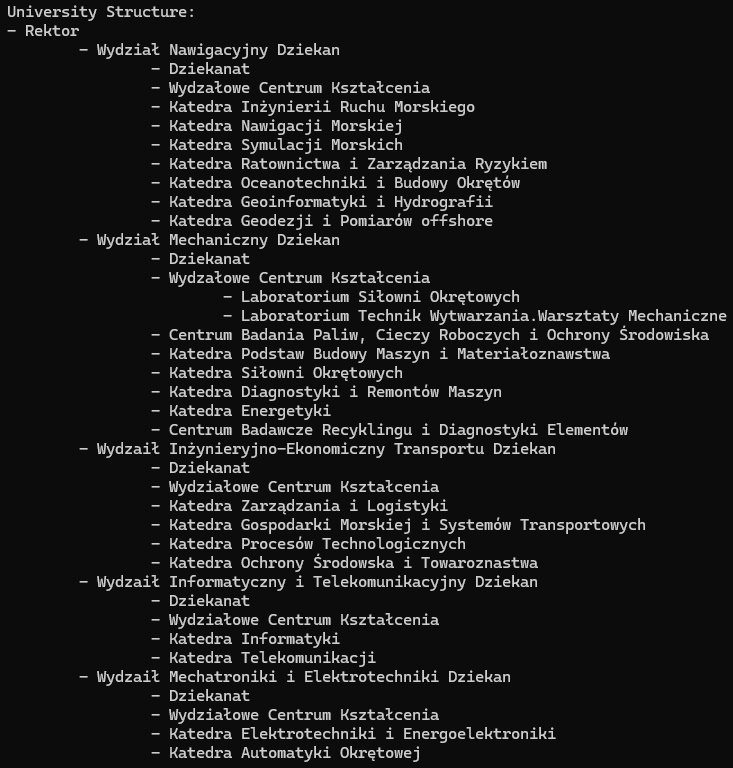 University Structure:
- Rektor
- Wydział Nawigacyjny Dziekan
- Dziekanat
- Wydzałowe Centrum Kształcenia
- Katedra Inżynierii Ruchu Morskiego
- Katedra Nawigacji Morskiej
- Katedra Symulacji Morskich
- Katedra Ratownictwa i Zarządzania Ryzykiem
- Katedra Oceanotechniki i Budowy Okrętów
- Katedra Geoinformatyki i Hydrografii
- Katedra Geodezji i Pomiarów offshore
- Wydział Mechaniczny Dziekan
- Dziekanat
- Wydzałowe Centrum Kształcenia
- Laboratorium Siłowni Okrętowych
- Laboratorium Technik Wytwarzania.Warsztaty Mechaniczne
- Centrum Badania Paliw, Cieczy Roboczych i Ochrony Środowiska
- Katedra Podstaw Budowy Maszyn i Materiałoznawstwa
- Katedra Siłowni Okrętowych
- Katedra Diagnostyki i Remontów Maszyn
- Katedra Energetyki
- Centrum Badawcze Recyklingu i Diagnostyki Elementów
- Wydzaił Inżynieryjno-Ekonomiczny Transportu Dziekan
- Dziekanat
- Wydziałowe Centrum Kształcenia
- Katedra Zarządzania i Logistyki
- Katedra Gospodarki Morskiej i Systemów Transportowych
- Katedra Procesów Technologicznych
- Katedra Ochrony Środowska i Towaroznastwa
- Wydzaił Informatyczny i Telekomunikacyjny Dziekan
- Dziekanat
- Wydziałowe Centrum Kształcenia
- Katedra Informatyki
- Katedra Telekomunikacji
- Wydzaił Mechatroniki i Elektrotechniki Dziekan
- Dziekanat
- Wydziałowe Centrum Kształcenia
- Katedra Elektrotechniki i Energoelektroniki
- Katedra Automatyki Okrętowej